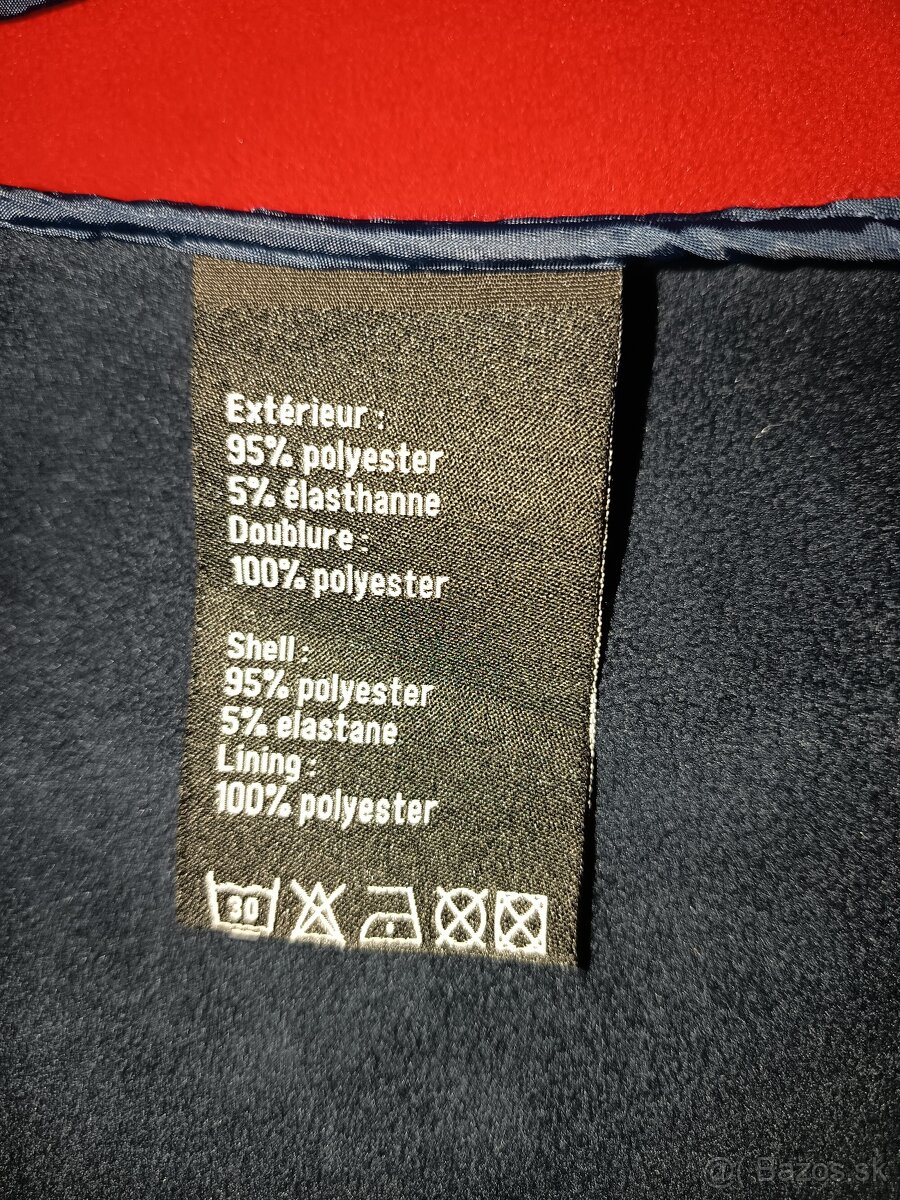 Extérieur :
95% polyester
5% élasthanne
Doublure :
100% polyester
Shell :
95% polyester
5% elastane
Lining :
100% polyester
30
@( Bazos.sk